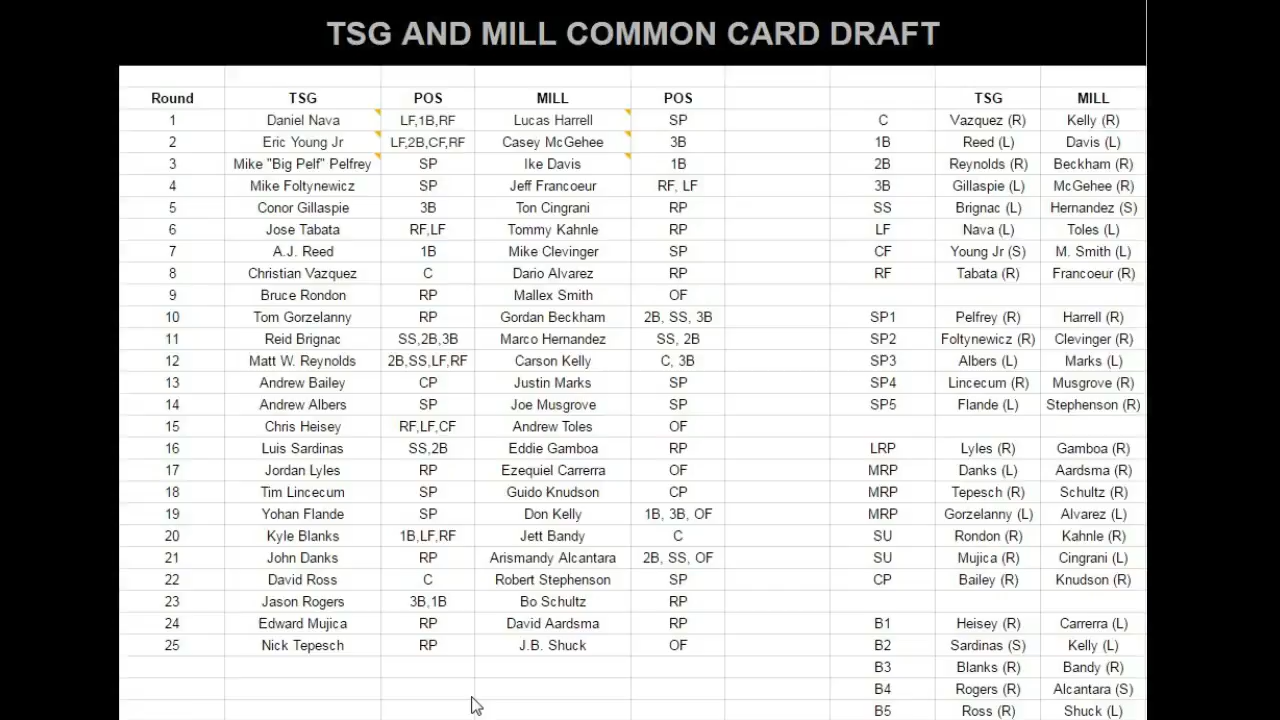 TSG AND MILL COMMON CARD DRAFT
Round TSG POS MILL POS TSG MILL
1 Daniel Nava LF,1B,RF Lucas Harrell SP C Vazquez (R) Kelly (R)
2 Eric Young Jr LF,2B,CF,RF Casey McGehee 3B 1B Reed (L) Davis (L)
3 Mike "Big Pelf" Pelfrey SP Ike Davis 1B 2B Reynolds (R) Beckham (R)
4 Mike Foltynewicz SP Jeff Francoeur RF, LF 3B Gillaspie (L) McGehee (R)
5 Conor Gillaspie 3B Ton Cingrani RP SS Brignac (L) Hernandez (S)
6 Jose Tabata RF,LF Tommy Kahnle RP LF Nava (L) Toles (L)
7 A.J. Reed 1B Mike Clevinger SP CF Young Jr (S) M. Smith (L)
8 Christian Vazquez C Dario Alvarez RP RF Tabata (R) Francoeur (R)
9 Bruce Rondon RP Mallex Smith OF
10 Tom Gorzelanny RP Gordan Beckham 2B, SS, 3B SP1 Pelfrey (R) Harrell (R)
11 Reid Brignac SS,2B,3B Marco Hernandez SS, 2B SP2 Foltynewicz (R) Clevinger (R)
12 Matt W. Reynolds 2B,SS,LF,RF Carson Kelly C, 3B SP3 Albers (L) Marks (L)
13 Andrew Bailey CP Justin Marks SP SP4 Lincecum (R) Musgrove (R)
14 Andrew Albers SP Joe Musgrove SP SP5 Flande (L) Stephenson (R)
15 Chris Heisey RF,LF,CF Andrew Toles OF
16 Luis Sardinas SS,2B Eddie Gamboa RP LRP Lyles (R) Gamboa (R)
17 Jordan Lyles RP Ezequiel Carrerra OF MRP Danks (L) Aardsma (R)
18 Tim Lincecum SP Guido Knudson CP MRP Tepesch (R) Schultz (R)
19 Yohan Flande SP Don Kelly 1B, 3B, OF MRP Gorzelanny (L) Alvarez (L)
20 Kyle Blanks 1B,LF,RF Jett Bandy C SU Rondon (R) Kahnle (R)
21 John Danks RP Arismandy Alcantara 2B, SS, OF SU Mujica (R) Cingrani (L)
22 David Ross C Robert Stephenson SP CP Bailey (R) Knudson (R)
23 Jason Rogers 3B,1B Bo Schultz RP
24 Edward Mujica RP David Aardsma RP B1 Heisey (R) Carrerra (L)
25 Nick Tepesch RP J.B. Shuck OF B2 Sardinas (S) Kelly (L)
B3 Blanks (R) Bandy (R)
B4 Rogers (R) Alcantara (S)
B5 Ross (R) Shuck (L)